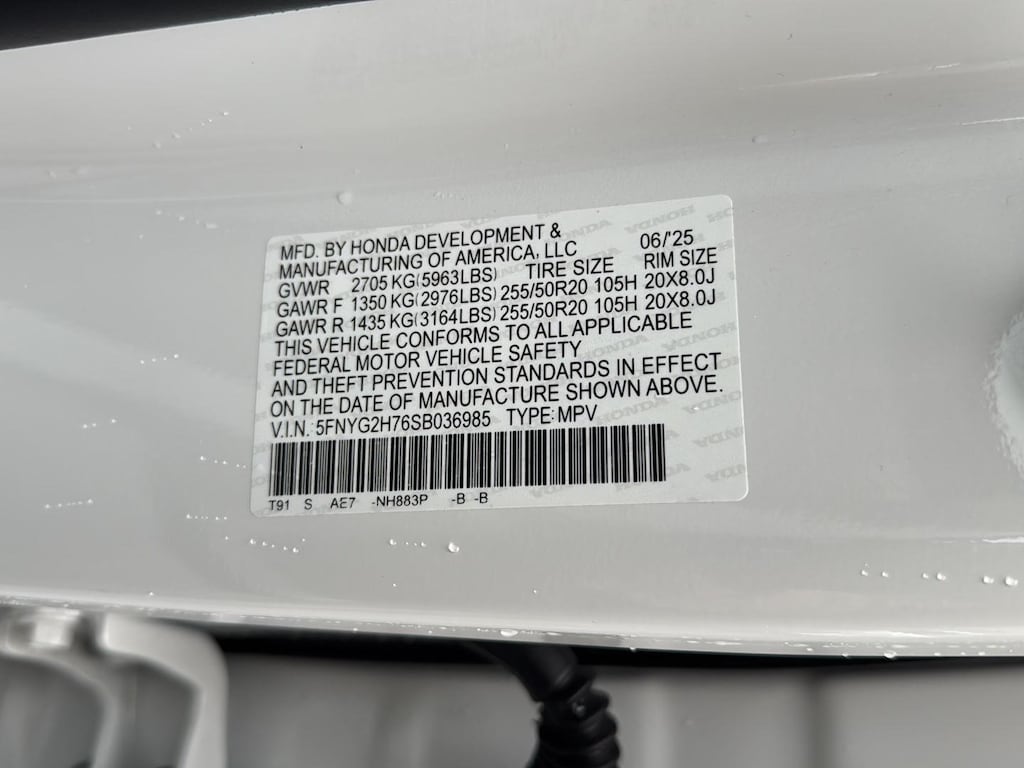 MFD. BY HONDA DEVELOPMENT & 06/'25
MANUFACTURING OF AMERICA, LLC
GVWR 2705 KG(5963LBS) TIRE SIZE RIM SIZE
GAWR F 1350 KG(2976LBS) 255/50R20 105H 20X8.0J
GAWR R 1435 KG(3164LBS) 255/50R20 105H 20X8.0J
THIS VEHICLE CONFORMS TO ALL APPLICABLE
FEDERAL MOTOR VEHICLE SAFETY
AND THEFT PREVENTION STANDARDS IN EFFECT
ON THE DATE OF MANUFACTURE SHOWN ABOVE.
V.I.N. 5FNYG2H76SB036985 TYPE: MPV
T91 S AE7 -NH883P -B -B